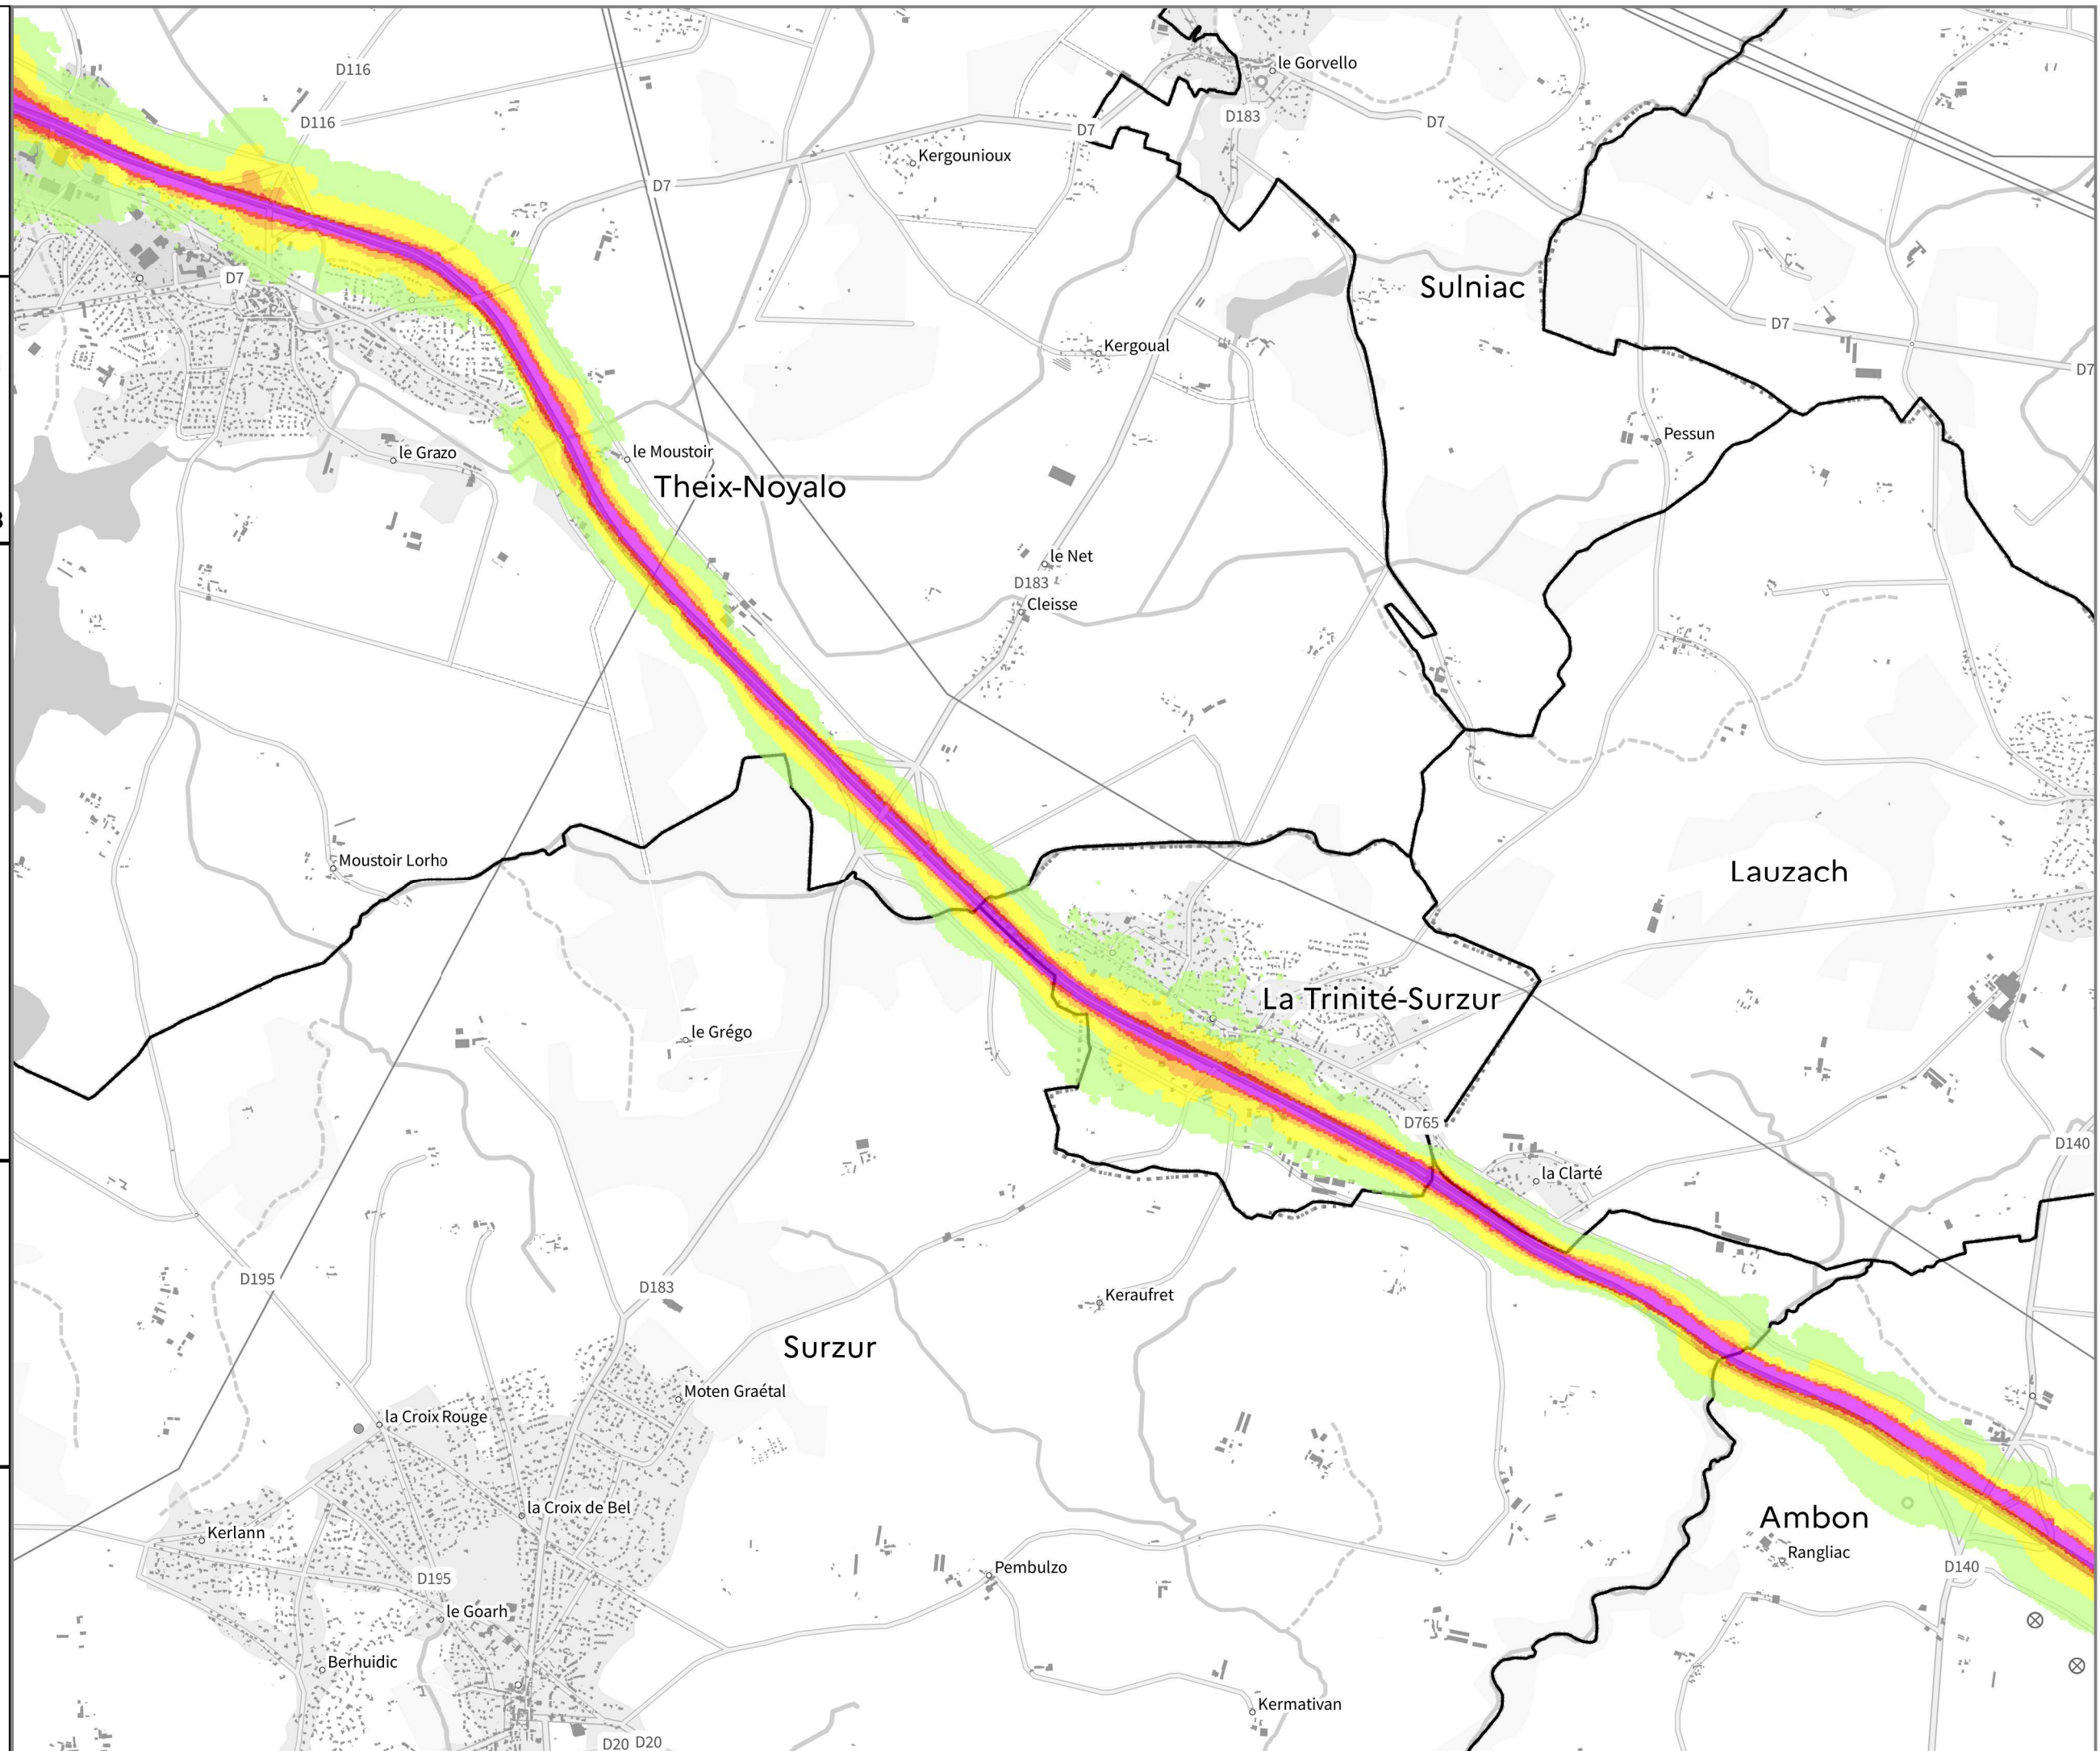 le Gorvello
D116
D183
D116
D7
D7
Kergounioux
D7
Sulniac
D7
D7
Kergoual
D7
Pessun
le Grazo
le Moustoir
Theix-Noyalo
le Net
D183
Cleisse
Moustoir Lorho
Lauzach
La Trinité-Surzur
le Grégo
D765
D140
la Clarté
D195
D183
Keraufret
Surzur
Moten Graétal
la Croix Rouge
la Croix de Bel
Ambon
Kerlann
Rangliac
Pembulzo
D140
D195
le Goarh
Berhuidic
Kermativan
D20 D20